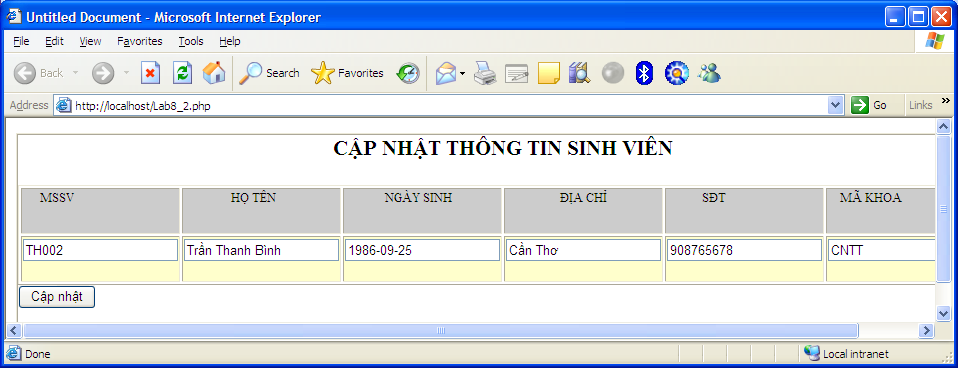 Untitled Document - Microsoft Internet Explorer
File Edit View Favorites Tools Help
Back Search Favorites
Address http://localhost/Lab8_2.php Go Links »
CẬP NHẬT THÔNG TIN SINH VIÊN
MSSV HỌ TÊN NGÀY SINH ĐỊA CHỈ SĐT MÃ KHOA
TH002 Trần Thanh Bình 1986-09-25 Cần Thơ 908765678 CNTT
Cập nhật
Done Local intranet